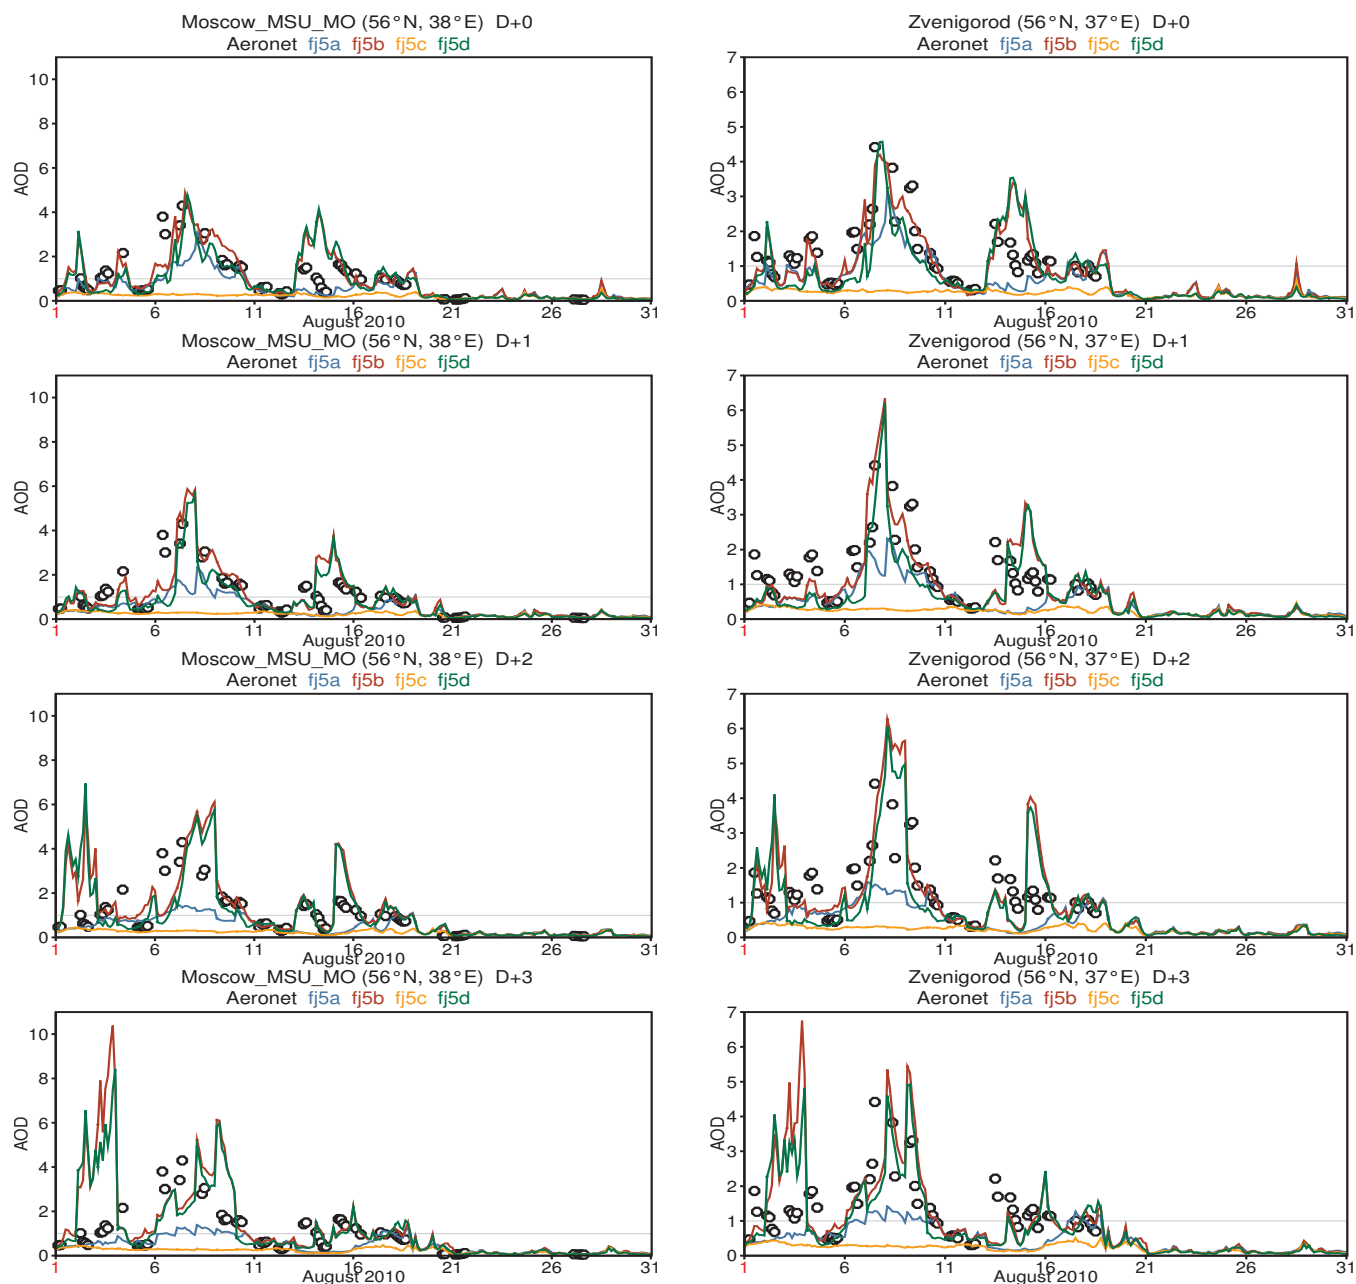 Moscow_MSU_MO (56°N, 38°E) D+0
Aeronet fj5a fj5b fj5c fj5d
AOD
10
8
6
4
2
0
1 6 11 16 21 26 31
August 2010
Zvenigorod (56°N, 37°E) D+0
Aeronet fj5a fj5b fj5c fj5d
AOD
7
6
5
4
3
2
1
0
1 6 11 16 21 26 31
August 2010
Moscow_MSU_MO (56°N, 38°E) D+1
Aeronet fj5a fj5b fj5c fj5d
AOD
10
8
6
4
2
0
1 6 11 16 21 26 31
August 2010
Zvenigorod (56°N, 37°E) D+1
Aeronet fj5a fj5b fj5c fj5d
AOD
7
6
5
4
3
2
1
0
1 6 11 16 21 26 31
August 2010
Moscow_MSU_MO (56°N, 38°E) D+2
Aeronet fj5a fj5b fj5c fj5d
AOD
10
8
6
4
2
0
1 6 11 16 21 26 31
August 2010
Zvenigorod (56°N, 37°E) D+2
Aeronet fj5a fj5b fj5c fj5d
AOD
7
6
5
4
3
2
1
0
1 6 11 16 21 26 31
August 2010
Moscow_MSU_MO (56°N, 38°E) D+3
Aeronet fj5a fj5b fj5c fj5d
AOD
10
8
6
4
2
0
1 6 11 16 21 26 31
August 2010
Zvenigorod (56°N, 37°E) D+3
Aeronet fj5a fj5b fj5c fj5d
AOD
7
6
5
4
3
2
1
0
1 6 11 16 21 26 31
August 2010